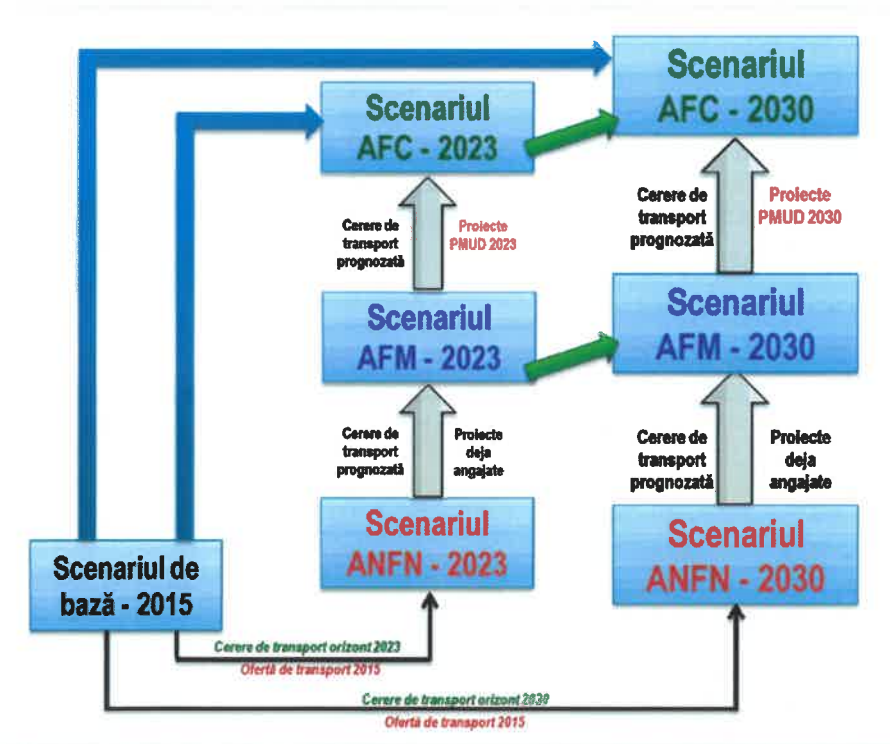 Scenariul
AFC - 2030
Scenariul
AFC - 2023
Cerere de
transport
prognozată
Proiecte
PMUD 2030
Cerere de
transport
prognozată
Proiecte
PMUD 2023
Scenariul
AFM - 2030
Scenariul
AFM - 2023
Cerere de
transport
prognozată
Proiecte
deja
angajate
Cerere de
transport
prognozată
Proiecte
deja
angajate
Scenariul
ANFN - 2023
Scenariul
ANFN - 2030
Scenariul de
bază - 2015
Cerere de transport orizont 2023
Ofertă de transport 2015
Cerere de transport orizont 2030
Ofertă de transport 2015